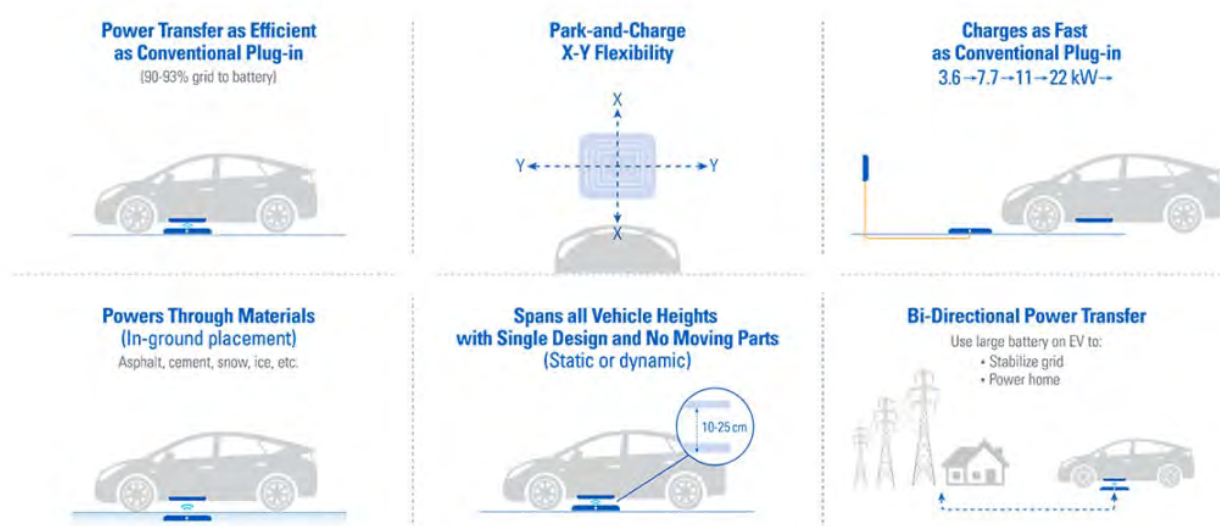 Power Transfer as Efficient
as Conventional Plug-in
(90-93% grid to battery)
Park-and-Charge
X-Y Flexibility
X
Y
Y
X
Charges as Fast
as Conventional Plug-in
3.6→7.7→11→22 kW→
Powers Through Materials
(In-ground placement)
Asphalt, cement, snow, ice, etc.
Spans all Vehicle Heights
with Single Design and No Moving Parts
(Static or dynamic)
10-25 cm
Bi-Directional Power Transfer
Use large battery on EV to:
• Stabilize grid
• Power home